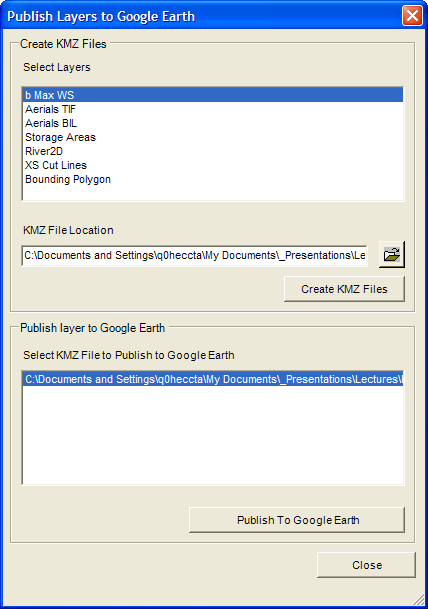 Publish Layers to Google Earth
Create KMZ Files
Select Layers
b Max WS
Aerials TIF
Aerials BIL
Storage Areas
River2D
XS Cut Lines
Bounding Polygon
KMZ File Location
C:\Documents and Settings\q0heccta\My Documents\_Presentations\Le
Create KMZ Files
Publish layer to Google Earth
Select KMZ File to Publish to Google Earth
C:\Documents and Settings\q0heccta\My Documents\_Presentations\Lectures\
Publish To Google Earth
Close